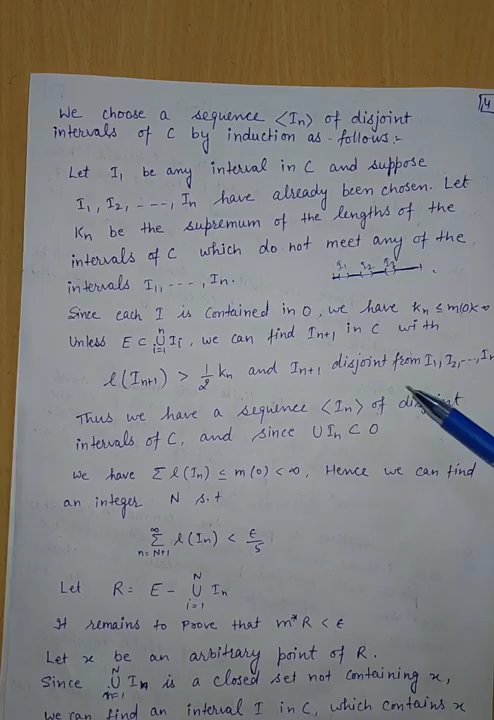 14
We choose a sequence <In> of disjoint
intervals of C by induction as follows:-
Let I₁ be any interval in C and suppose
I₁, I₂, ----, In have already been chosen. Let
Kn be the supremum of the lengths of the
intervals of C which do not meet any of the
intervals I₁, ---, In.
I₁ I₂ I₃
Since each I is contained in O, we have kn ≤ m(O)<∞
Unless E ⊂ ⋃ᵢ₌₁ⁿ Iᵢ, we can find In+1 in C with
l(In+1) > 1/2 kn and In+1 disjoint from I₁, I₂, --, In
Thus we have a sequence <In> of disjoint
intervals of C, and since ∪In ⊂ O
We have Σ l(In) ≤ m(O) < ∞, Hence we can find
an integer N s.t
∞ Σ n=N+1 l(In) < ε/5
Let R = E - N ∪ i=1 In
It remains to prove that m*R < ε
Let x be an arbitrary point of R.
Since N ∪ n=1 In is a closed set not containing x,
we can find an interval I in C, which contains x